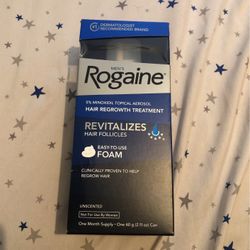 #1 DERMATOLOGIST
RECOMMENDED BRAND
MEN'S
Rogaine
5% MINOXIDIL TOPICAL AEROSOL
HAIR REGROWTH TREATMENT
REVITALIZES
HAIR FOLLICLES
EASY-TO-USE
FOAM
CLINICALLY PROVEN TO HELP
REGROW HAIR
UNSCENTED
Not For Use By Women
One Month Supply • One 60 g (2.11 oz) Can